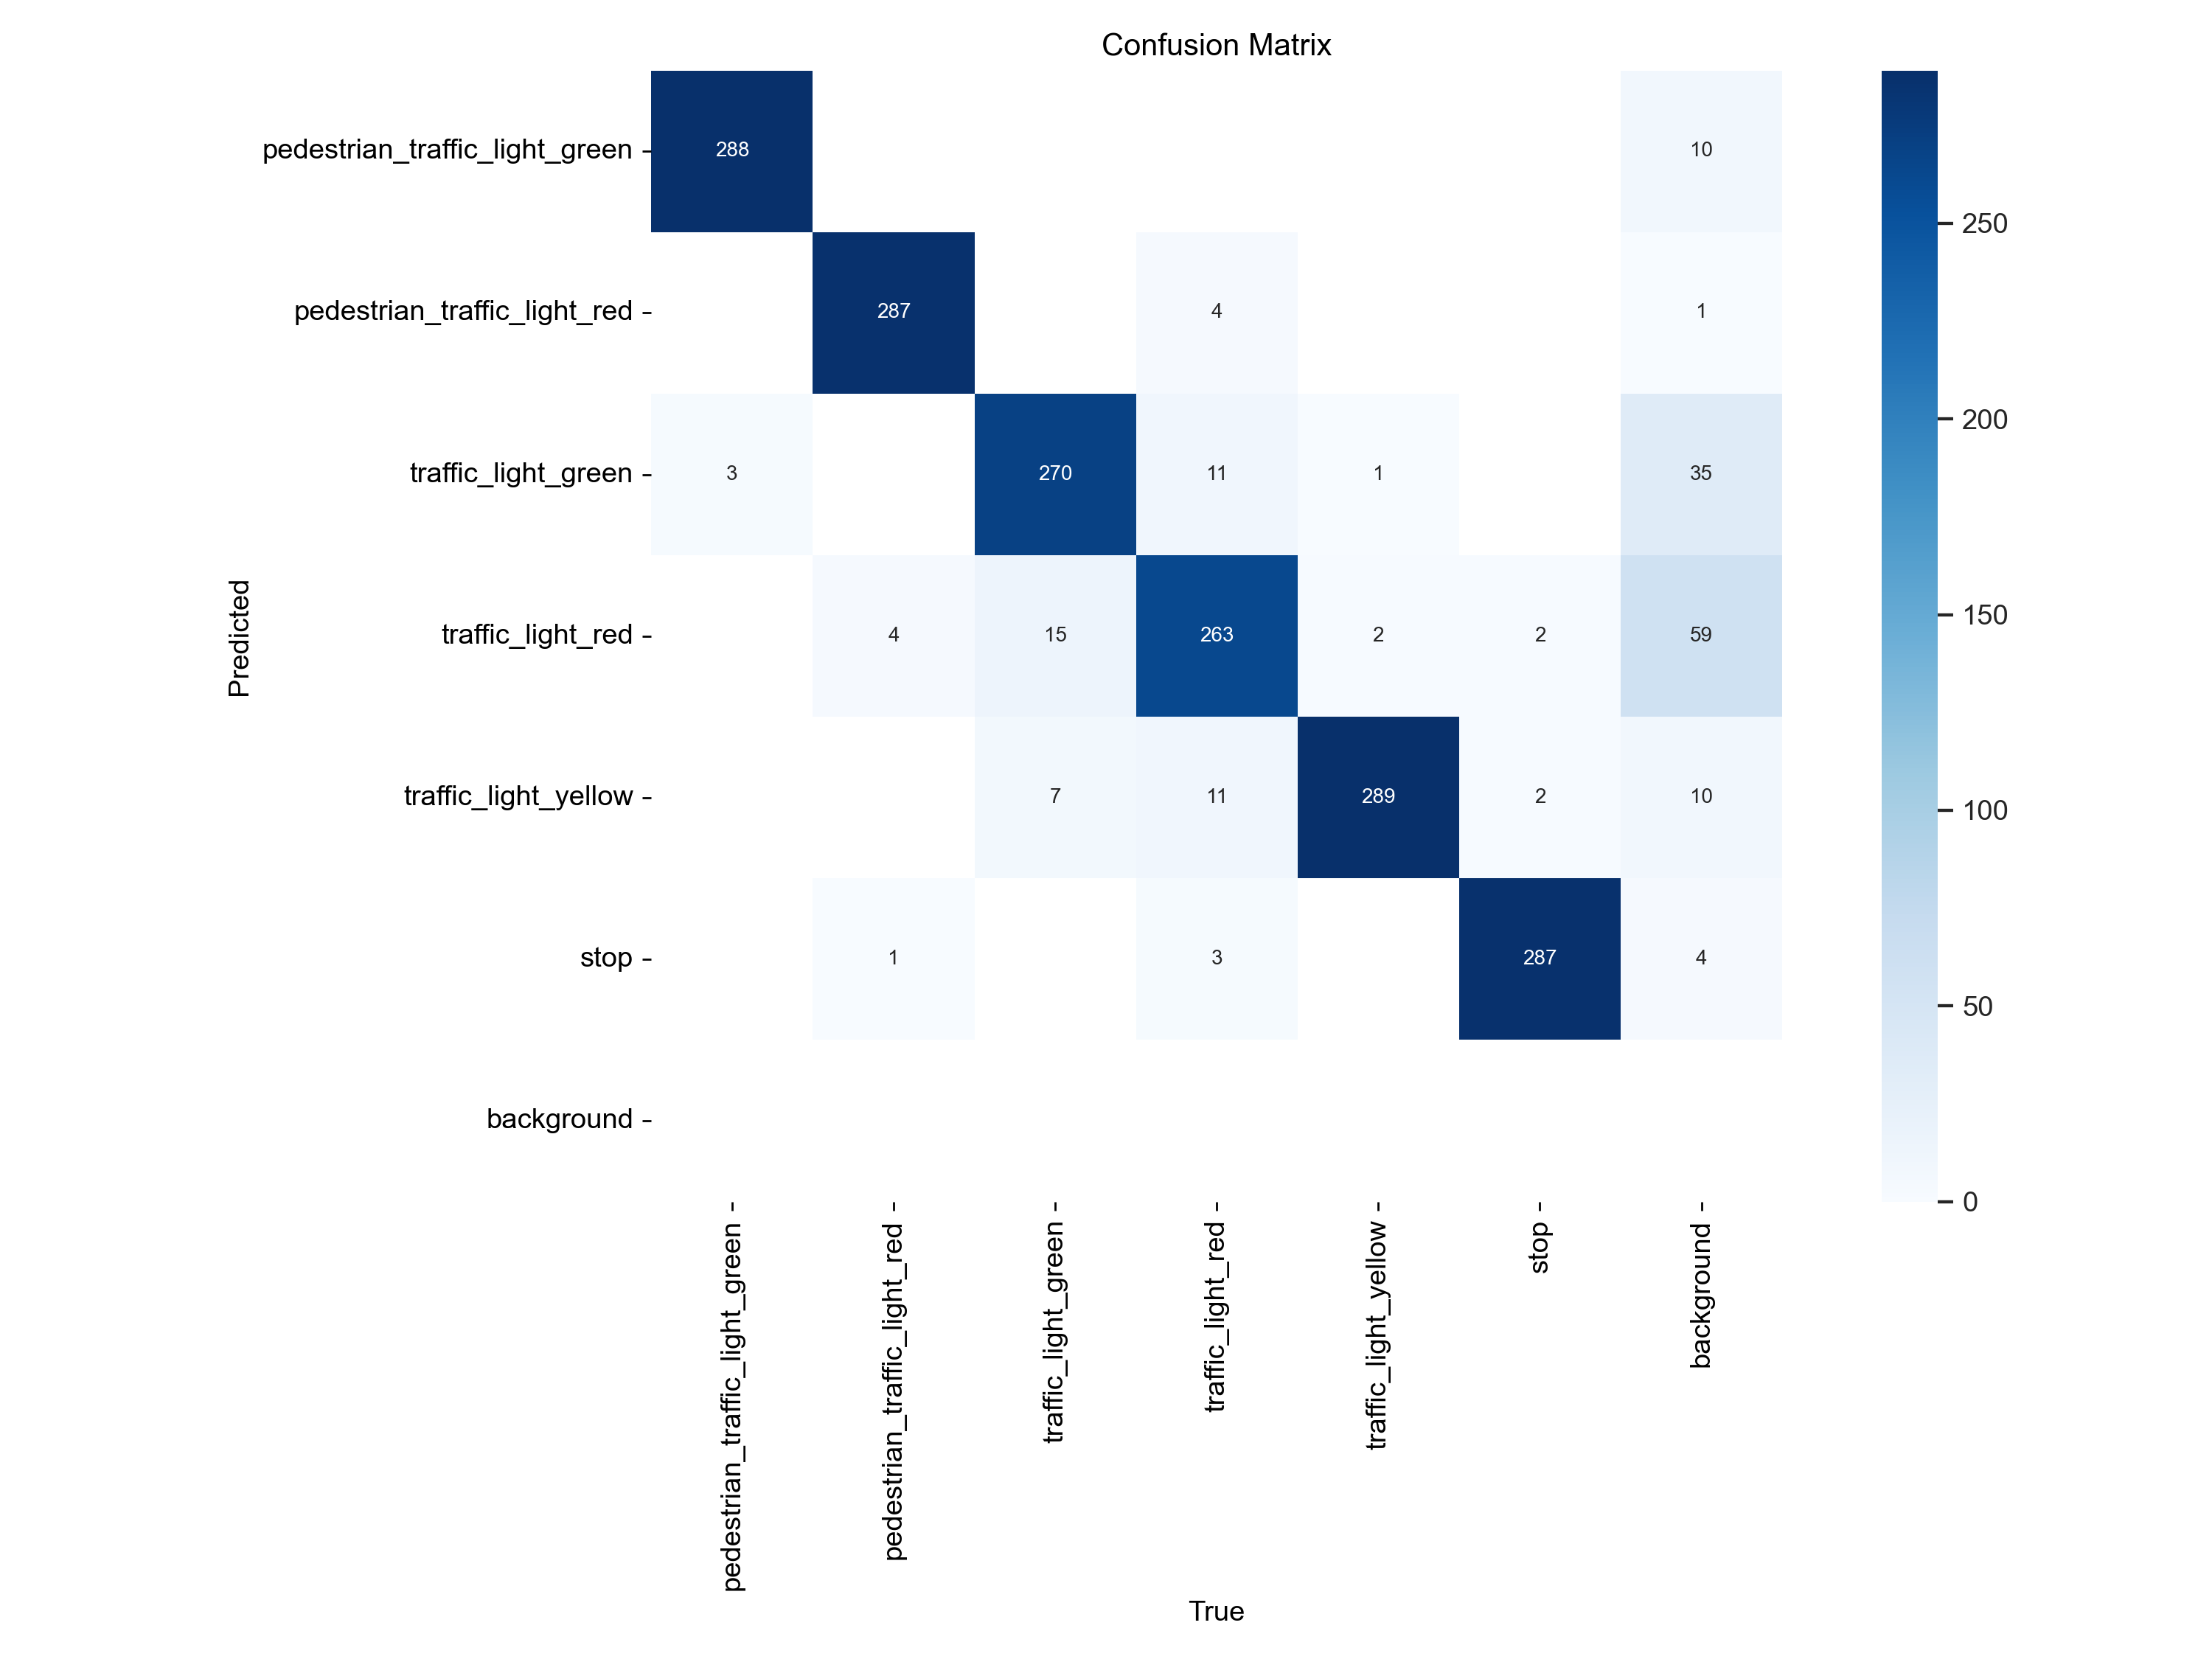 Confusion Matrix
pedestrian_traffic_light_green
288
10
pedestrian_traffic_light_red
287
4
1
250
traffic_light_green
3
270
11
1
35
200
Predicted
traffic_light_red
4
15
263
2
2
59
150
traffic_light_yellow
7
11
289
2
10
100
stop
1
3
287
4
50
background
0
pedestrian_traffic_light_green
pedestrian_traffic_light_red
traffic_light_green
traffic_light_red
traffic_light_yellow
stop
background
True